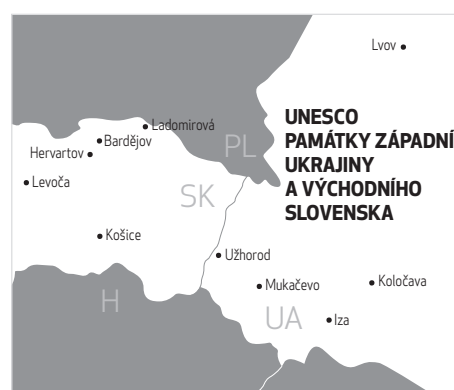 Lvov
UNESCO
PAMÁTKY ZÁPADNÍ
UKRAJINY
A VÝCHODNÍHO
SLOVENSKA
Ladomirová
Bardějov
Hervartov
PL
Levoča
SK
Košice
Užhorod
Mukačevo
Koločava
H
UA
Iza